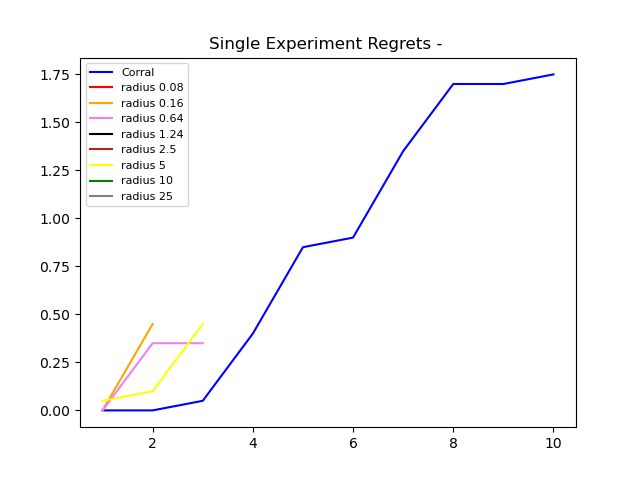 Single Experiment Regrets -
1.75
1.50
1.25
1.00
0.75
0.50
0.25
0.00
Corral
radius 0.08
radius 0.16
radius 0.64
radius 1.24
radius 2.5
radius 5
radius 10
radius 25
2 4 6 8 10